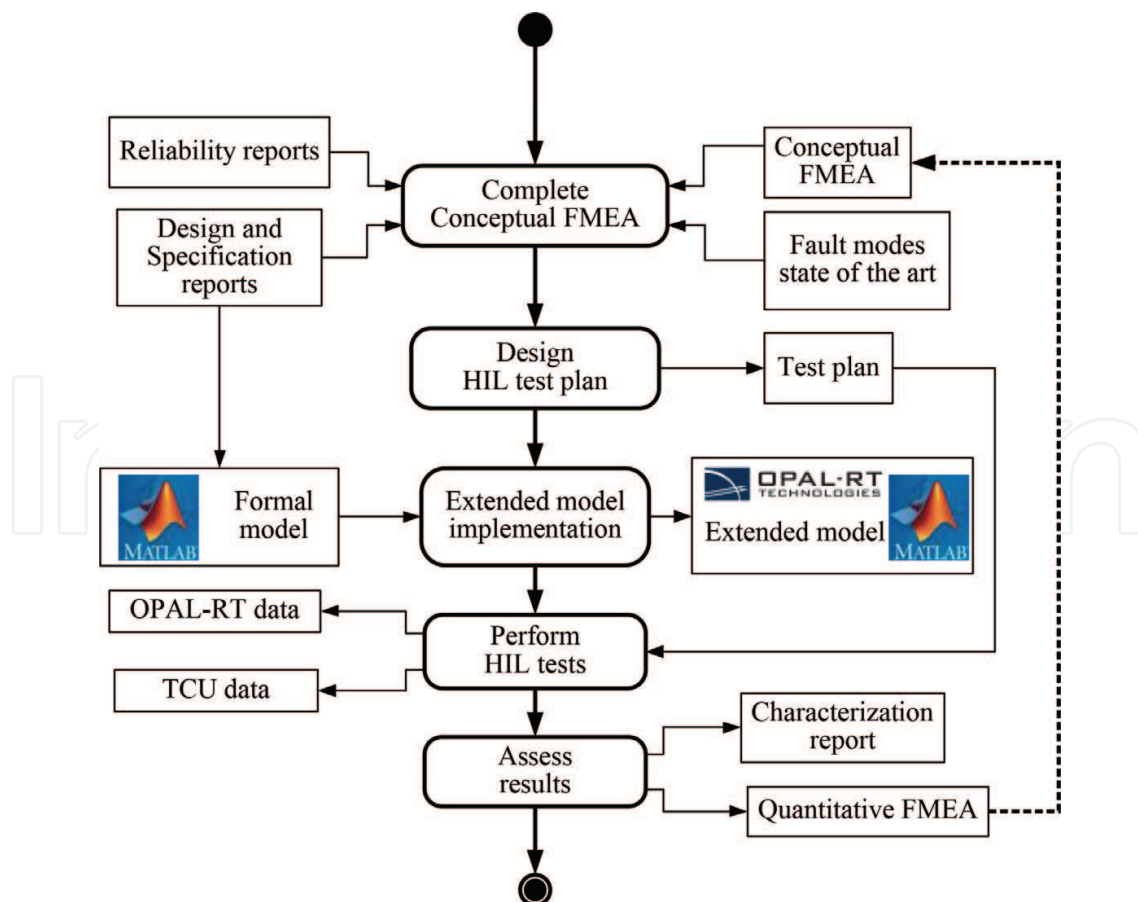 Reliability reports
Conceptual
FMEA
Complete
Conceptual FMEA
Design and
Specification
reports
Fault modes
state of the art
Design
HIL test plan
Test plan
MATLAB
Formal
model
Extended model
implementation
OPAL-RT
TECHNOLOGIES
Extended model
MATLAB
OPAL-RT data
Perform
HIL tests
TCU data
Characterization
report
Assess
results
Quantitative FMEA